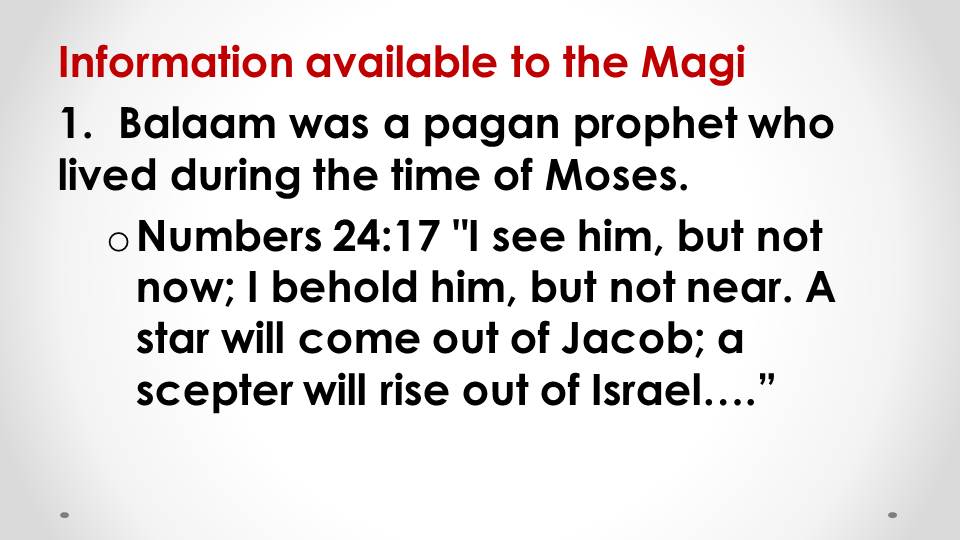 Information available to the Magi
1. Balaam was a pagan prophet who
lived during the time of Moses.
o Numbers 24:17 "I see him, but not
now; I behold him, but not near. A
star will come out of Jacob; a
scepter will rise out of Israel….”